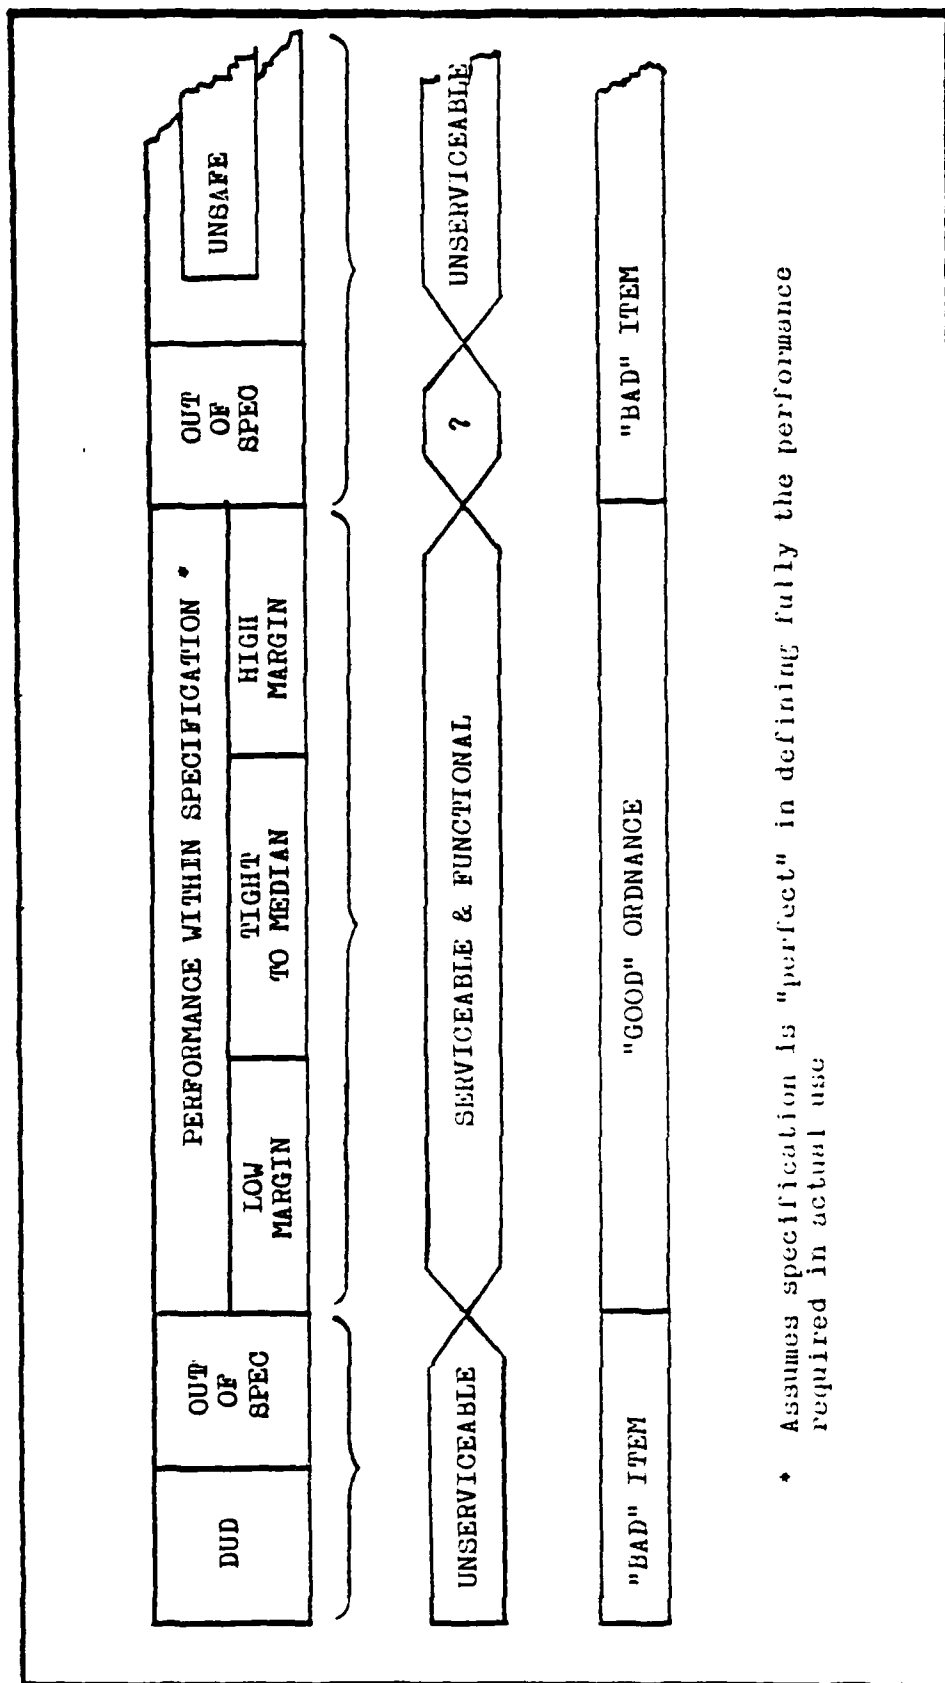 DUD
OUT
OF
SPEC
PERFORMANCE WITHIN SPECIFICATION *
LOW
MARGIN
TIGHT
TO MEDIAN
HIGH
MARGIN
OUT
OF
SPEC
UNSAFE
UNSERVICEABLE
SERVICEABLE & FUNCTIONAL
?
UNSERVICEABLE
"BAD" ITEM
"GOOD" ORDNANCE
"BAD" ITEM
* Assumes specification is "perfect" in defining fully the performance
required in actual use